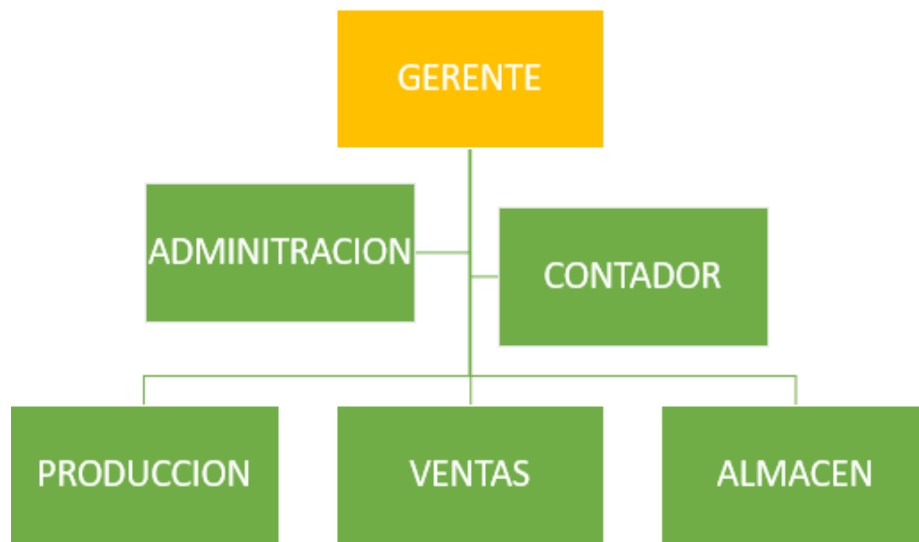 GERENTE
ADMINITRACION
CONTADOR
PRODUCCION
VENTAS
ALMACEN